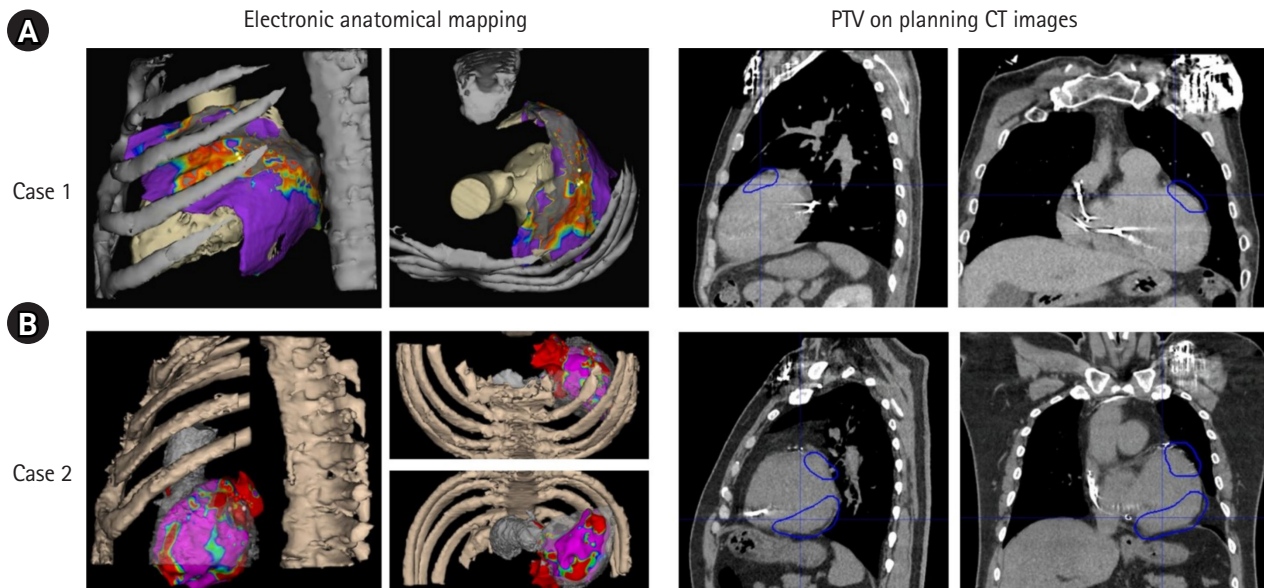 A
Electronic anatomical mapping
PTV on planning CT images
Case 1
B
Case 2